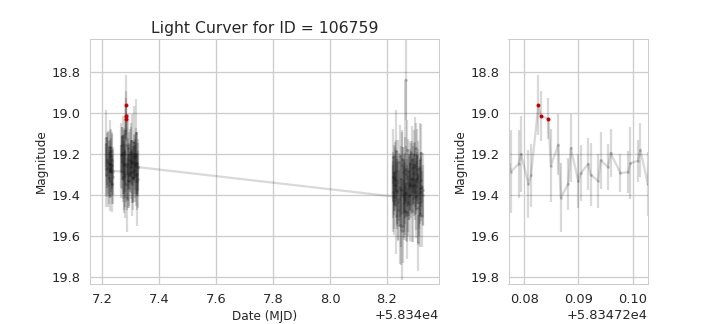 Light Curver for ID = 106759
Magnitude
18.8
19.0
19.2
19.4
19.6
19.8
7.2 7.4 7.6 7.8 8.0 8.2
Date (MJD)
+5.834e4
Magnitude
18.8
19.0
19.2
19.4
19.6
19.8
0.08 0.09 0.10
+5.83472e4